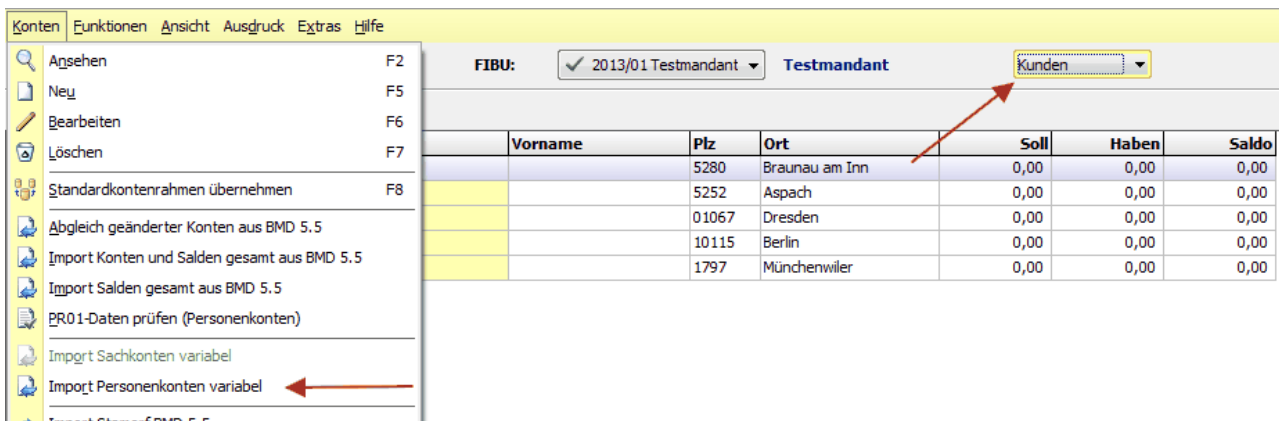 Konten Funktionen Ansicht Ausdruck Extras Hilfe
Ansehen F2
FIBU: 2013/01 Testmandant Testmandant Kunden
Neu F5
Bearbeiten F6
Löschen F7
Vorname Plz Ort Soll Haben Saldo
5280 Braunau am Inn 0,00 0,00 0,00
Standardkontenrahmen übernehmen F8
5252 Aspach 0,00 0,00 0,00
01067 Dresden 0,00 0,00 0,00
Abgleich geänderter Konten aus BMD 5.5
10115 Berlin 0,00 0,00 0,00
Import Konten und Salden gesamt aus BMD 5.5
1797 Münchenwiler 0,00 0,00 0,00
Import Salden gesamt aus BMD 5.5
PR01-Daten prüfen (Personenkonten)
Import Sachkonten variabel
Import Personenkonten variabel
Import